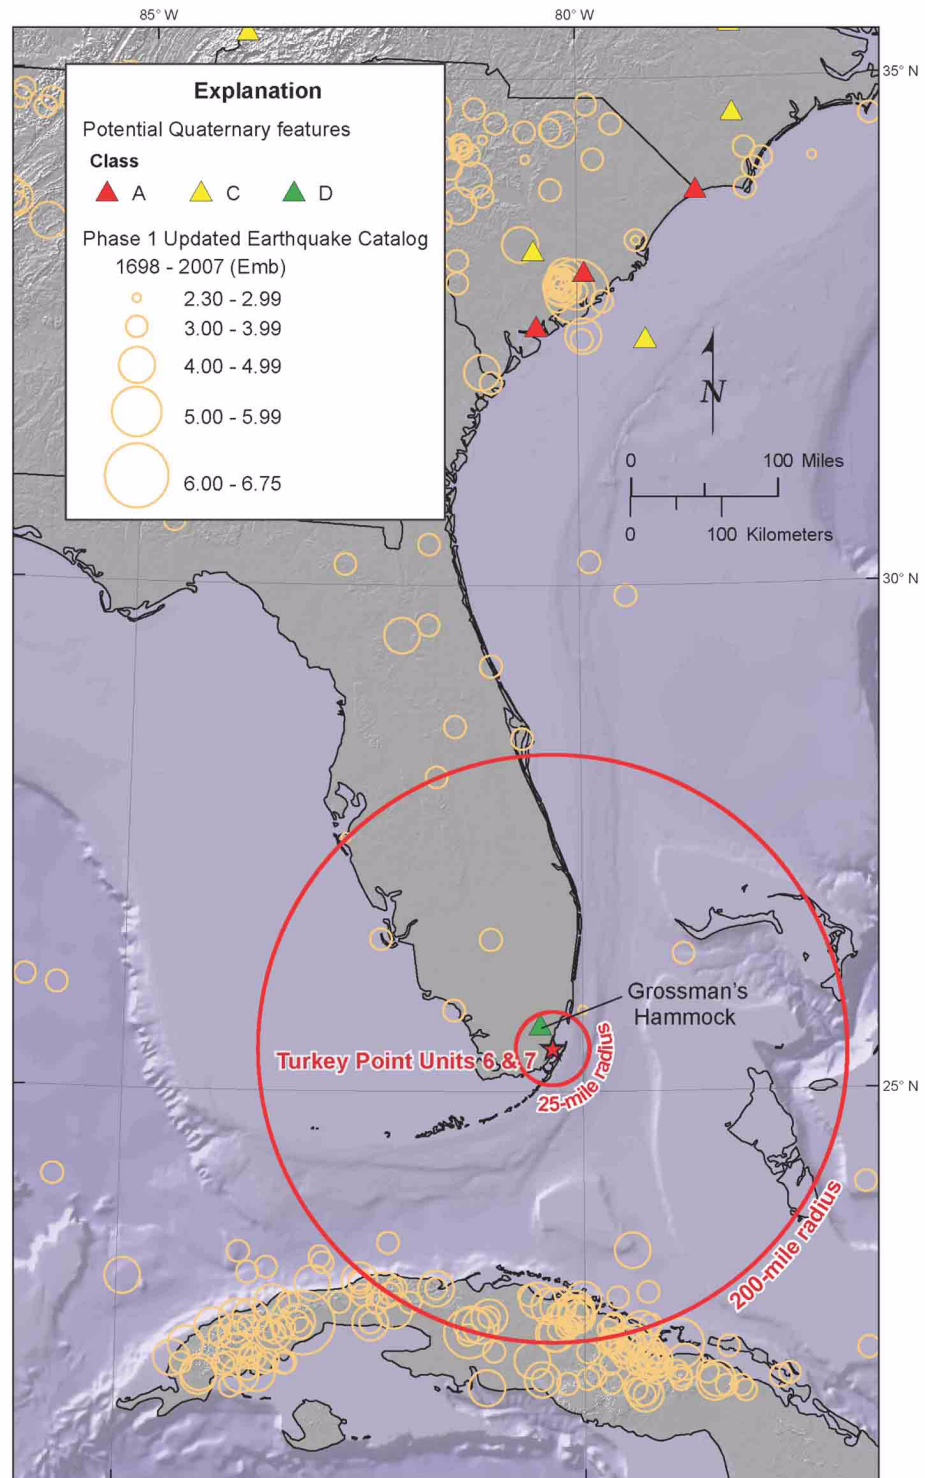 85° W
80° W
35° N
Explanation
Potential Quaternary features
Class
A
C
D
Phase 1 Updated Earthquake Catalog
1698 - 2007 (Emb)
2.30 - 2.99
3.00 - 3.99
4.00 - 4.99
5.00 - 5.99
6.00 - 6.75
N
0
100 Miles
0
100 Kilometers
30° N
Grossman's
Hammock
Turkey Point Units 6 & 7
25-mile radius
25° N
200-mile radius